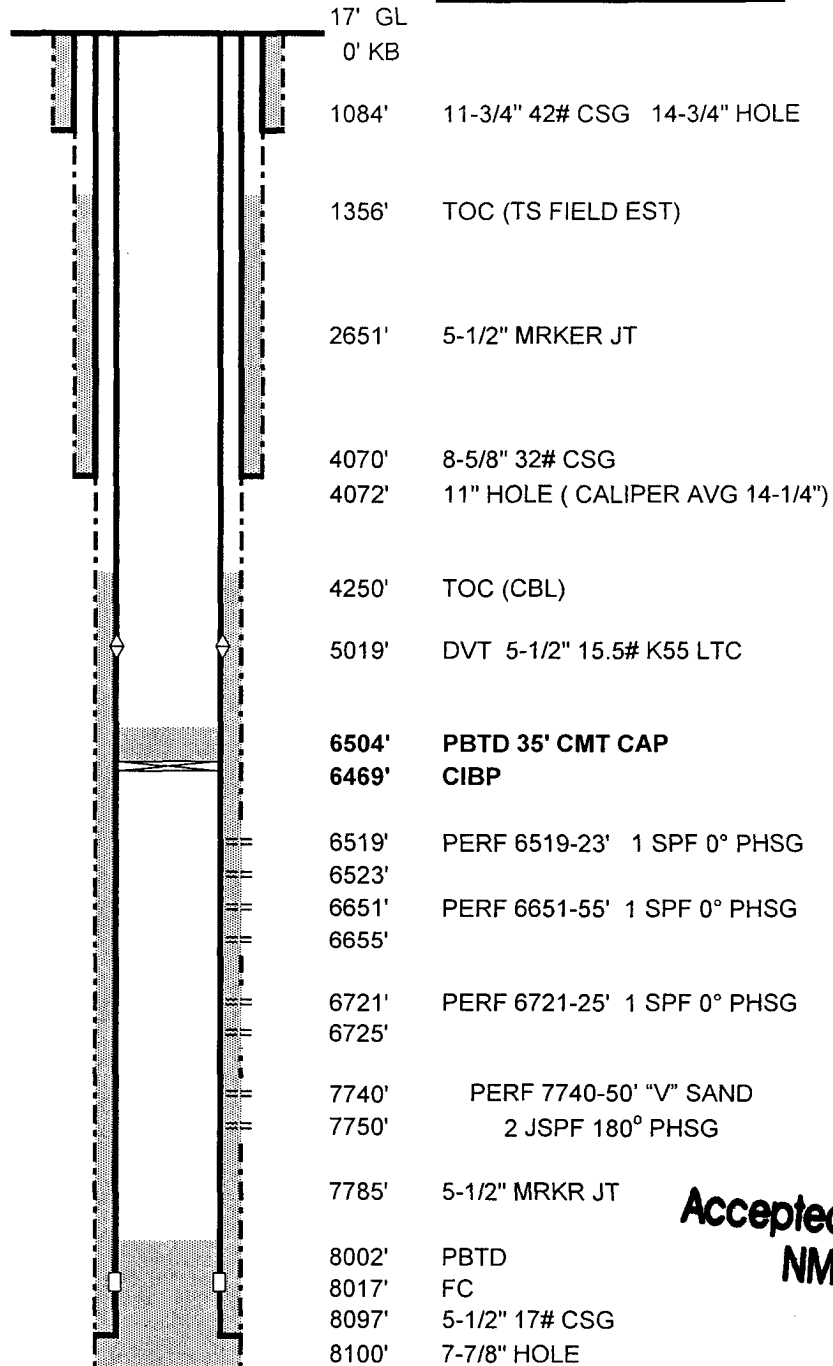 17' GL
0' KB
1084' 11-3/4" 42# CSG 14-3/4" HOLE
1356' TOC (TS FIELD EST)
2651' 5-1/2" MRKER JT
4070' 8-5/8" 32# CSG
4072' 11" HOLE ( CALIPER AVG 14-1/4")
4250' TOC (CBL)
5019' DVT 5-1/2" 15.5# K55 LTC
6504' PBTD 35' CMT CAP
6469' CIBP
6519' PERF 6519-23' 1 SPF 0° PHSG
6523'
6651' PERF 6651-55' 1 SPF 0° PHSG
6655'
6721' PERF 6721-25' 1 SPF 0° PHSG
6725'
7740' PERF 7740-50' "V" SAND
7750' 2 JSPF 180° PHSG
7785' 5-1/2" MRKR JT
Accepted
8002' PBTD
NM
8017' FC
8097' 5-1/2" 17# CSG
8100' 7-7/8" HOLE